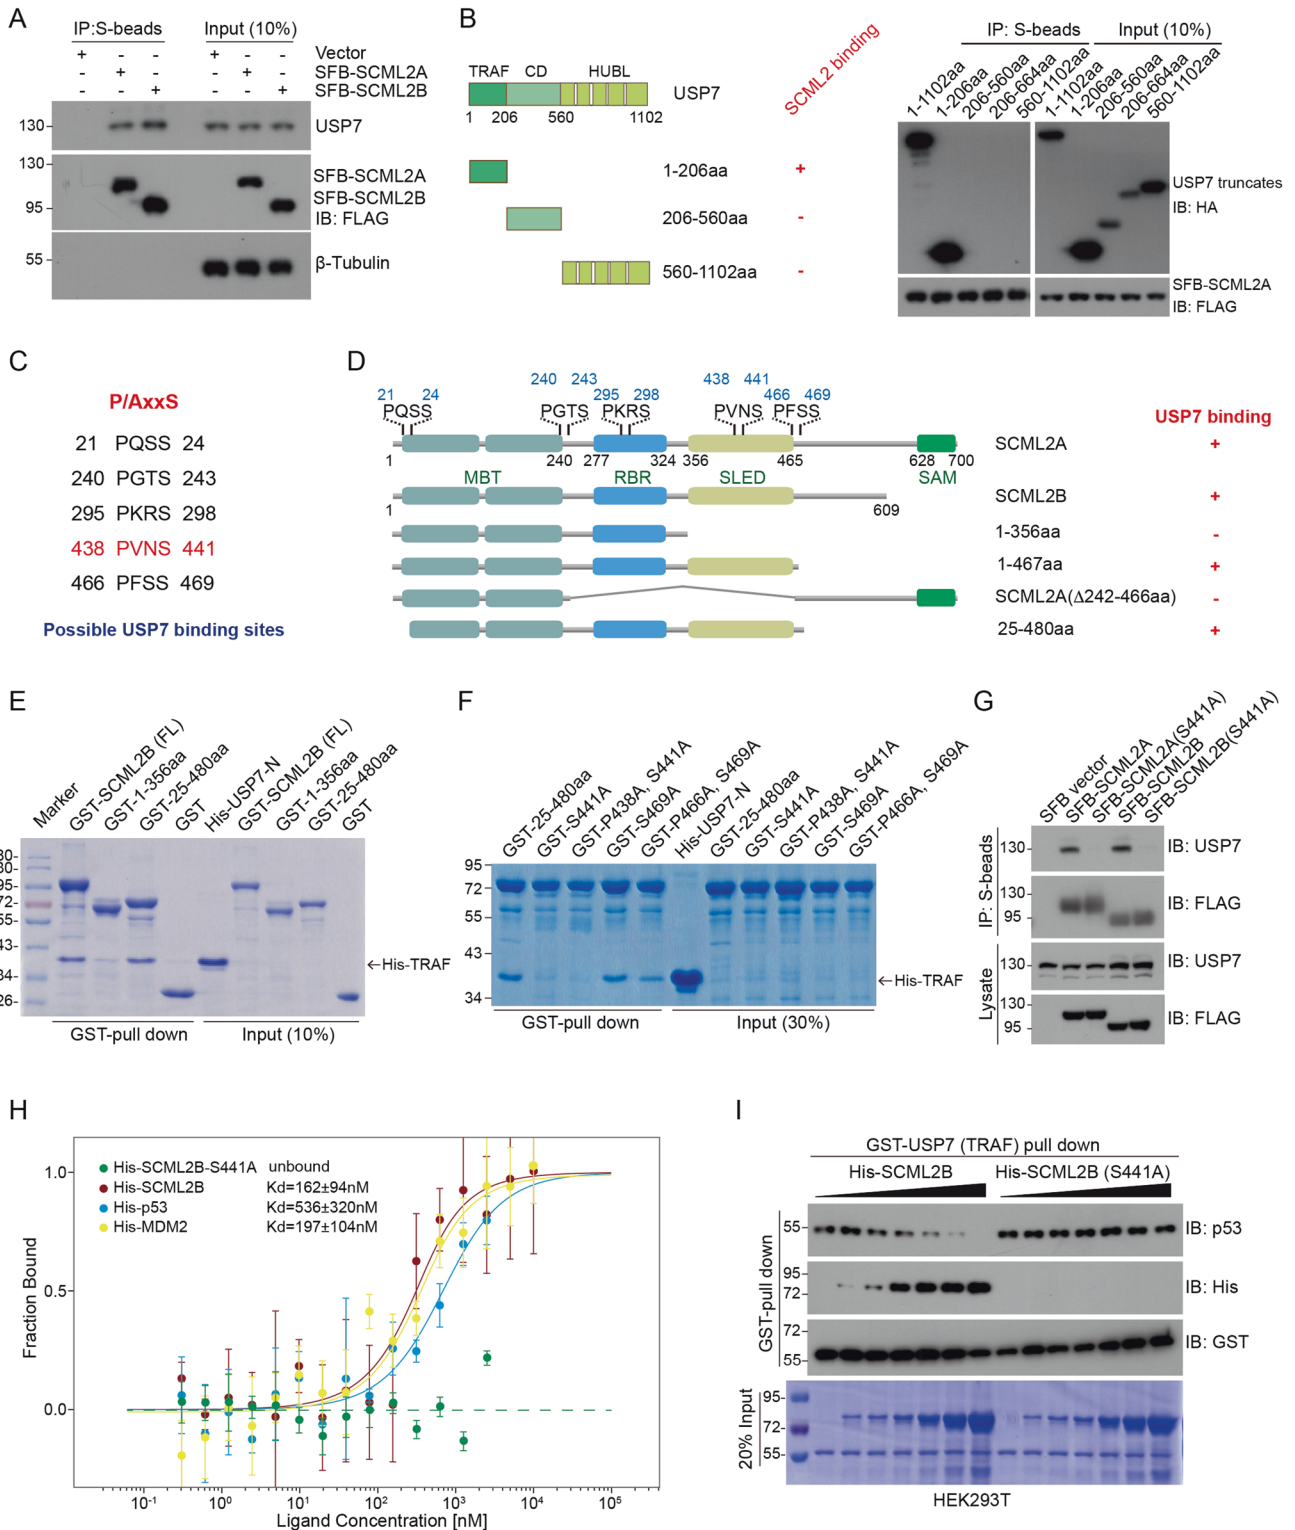 A
IP:S-beads
Input (10%)
+ - - + - - Vector
- + - - + - SFB-SCML2A
- - + - - + SFB-SCML2B
130
USP7
130
95
SFB-SCML2A
SFB-SCML2B
IB: FLAG
55
β-Tubulin
B
TRAF CD HUBL
USP7
1 206 560 1102
SCML2 binding
1-206aa +
206-560aa -
560-1102aa -
IP: S-beads
Input (10%)
1-1102aa
1-206aa
206-560aa
206-664aa
560-1102aa
1-1102aa
1-206aa
206-560aa
206-664aa
560-1102aa
USP7 truncates
IB: HA
SFB-SCML2A
IB: FLAG
C
P/AxxS
21 PQSS 24
240 PGTS 243
295 PKRS 298
438 PVNS 441
466 PFSS 469
Possible USP7 binding sites
D
21 24 240 243 295 298 438 441 466 469
PQSS PGTS PKRS PVNS PFSS
USP7 binding
SCML2A +
1 240 277 324 356 465 628 700
MBT RBR SLED SAM
SCML2B +
1 609
1-356aa -
1-467aa +
SCML2A(Δ242-466aa) -
25-480aa +
E
Marker
GST-SCML2B (FL)
GST-1-356aa
GST-25-480aa
GST
His-USP7-N
GST-SCML2B (FL)
GST-1-356aa
GST-25-480aa
GST
30-
30-
95-
72-
55-
43-
34-
26-
←His-TRAF
GST-pull down
Input (10%)
F
GST-25-480aa
GST-S441A
GST-P438A, S441A
GST-S469A
GST-P466A, S469A
His-USP7-N
GST-25-480aa
GST-S441A
GST-P438A, S441A
GST-S469A
GST-P466A, S469A
95
72
55
43
34
←His-TRAF
GST-pull down
Input (30%)
G
SFB vector
SFB-SCML2A
SFB-SCML2A(S441A)
SFB-SCML2B
SFB-SCML2B(S441A)
IP: S-beads
130
IB: USP7
130
95
IB: FLAG
Lysate
130
IB: USP7
130
95
IB: FLAG
H
His-SCML2B-S441A unbound
His-SCML2B Kd=162±94nM
His-p53 Kd=536±320nM
His-MDM2 Kd=197±104nM
1.0
0.5
0.0
Fraction Bound
10-1 100 101 102 103 104 105
Ligand Concentration [nM]
I
GST-USP7 (TRAF) pull down
His-SCML2B
His-SCML2B (S441A)
GST-pull down
55
IB: p53
95
72
IB: His
72
55
IB: GST
20% Input
95
72
55
HEK293T